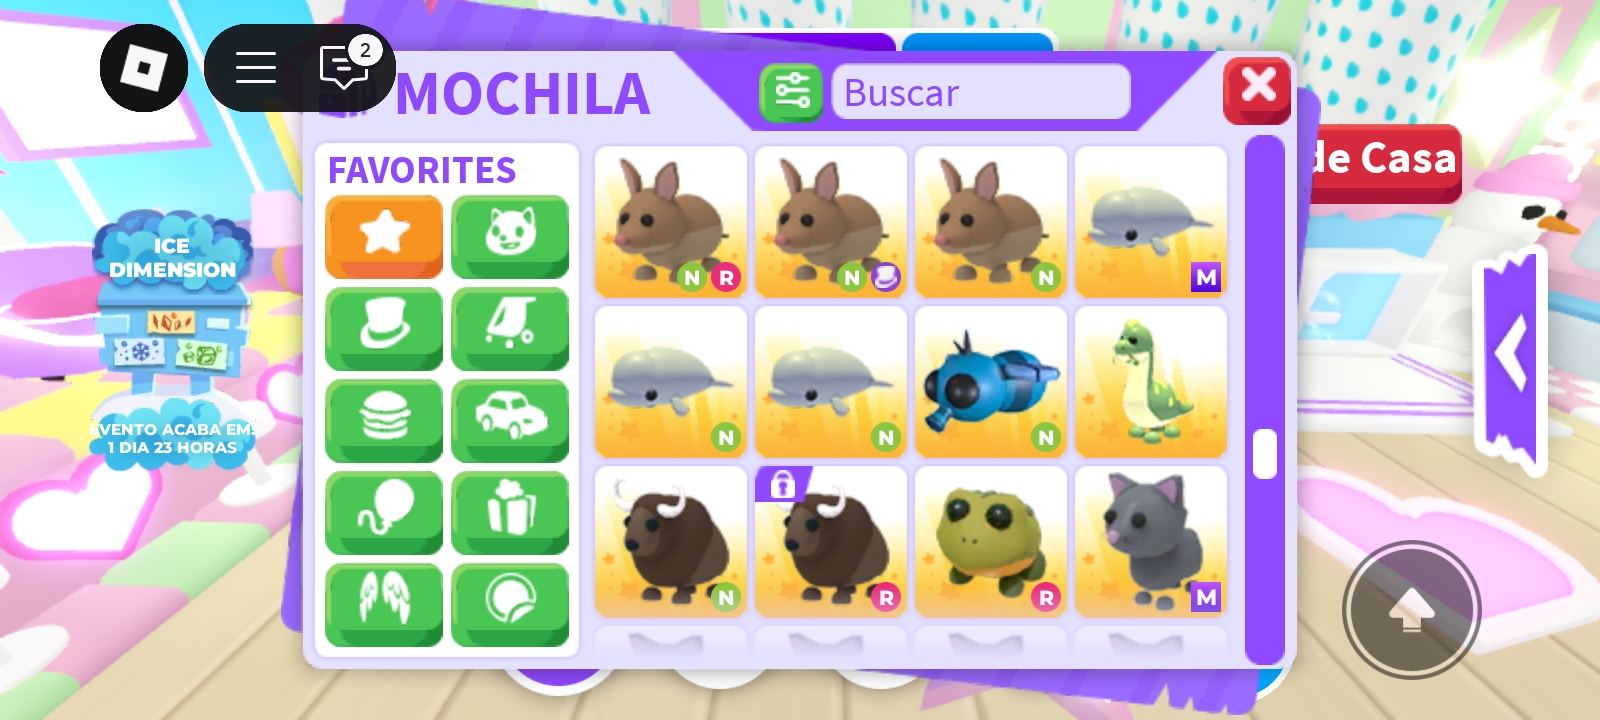 2
MOCHILA
Buscar
de Casa
FAVORITES
ICE
DIMENSION
EVENTO ACABA EM:
1 DIA 23 HORAS
N R
N
N
M
N
N
N
N
R
R
M